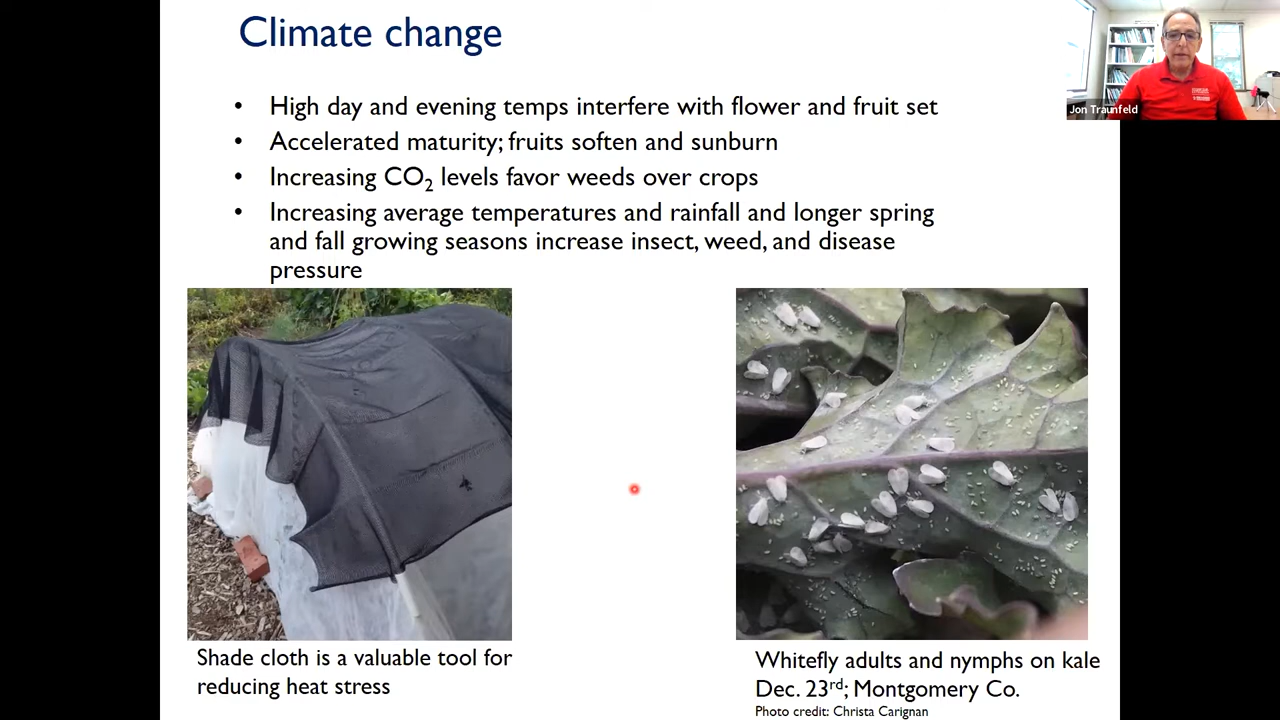 Climate change
• High day and evening temps interfere with flower and fruit set
• Accelerated maturity; fruits soften and sunburn
• Increasing CO₂ levels favor weeds over crops
• Increasing average temperatures and rainfall and longer spring
and fall growing seasons increase insect, weed, and disease
pressure
Jon Traunfeld
Shade cloth is a valuable tool for
reducing heat stress
Whitefly adults and nymphs on kale
Dec. 23rd; Montgomery Co.
Photo credit: Christa Carignan